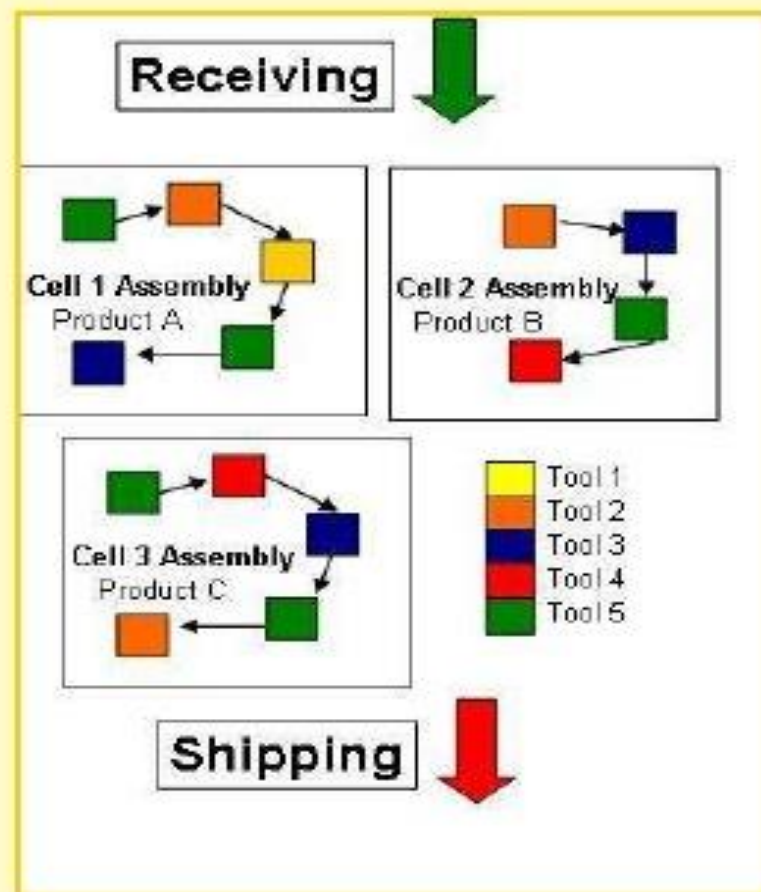 Receiving
Cell 1 Assembly
Product A
Cell 2 Assembly
Product B
Cell 3 Assembly
Product C
Tool 1
Tool 2
Tool 3
Tool 4
Tool 5
Shipping